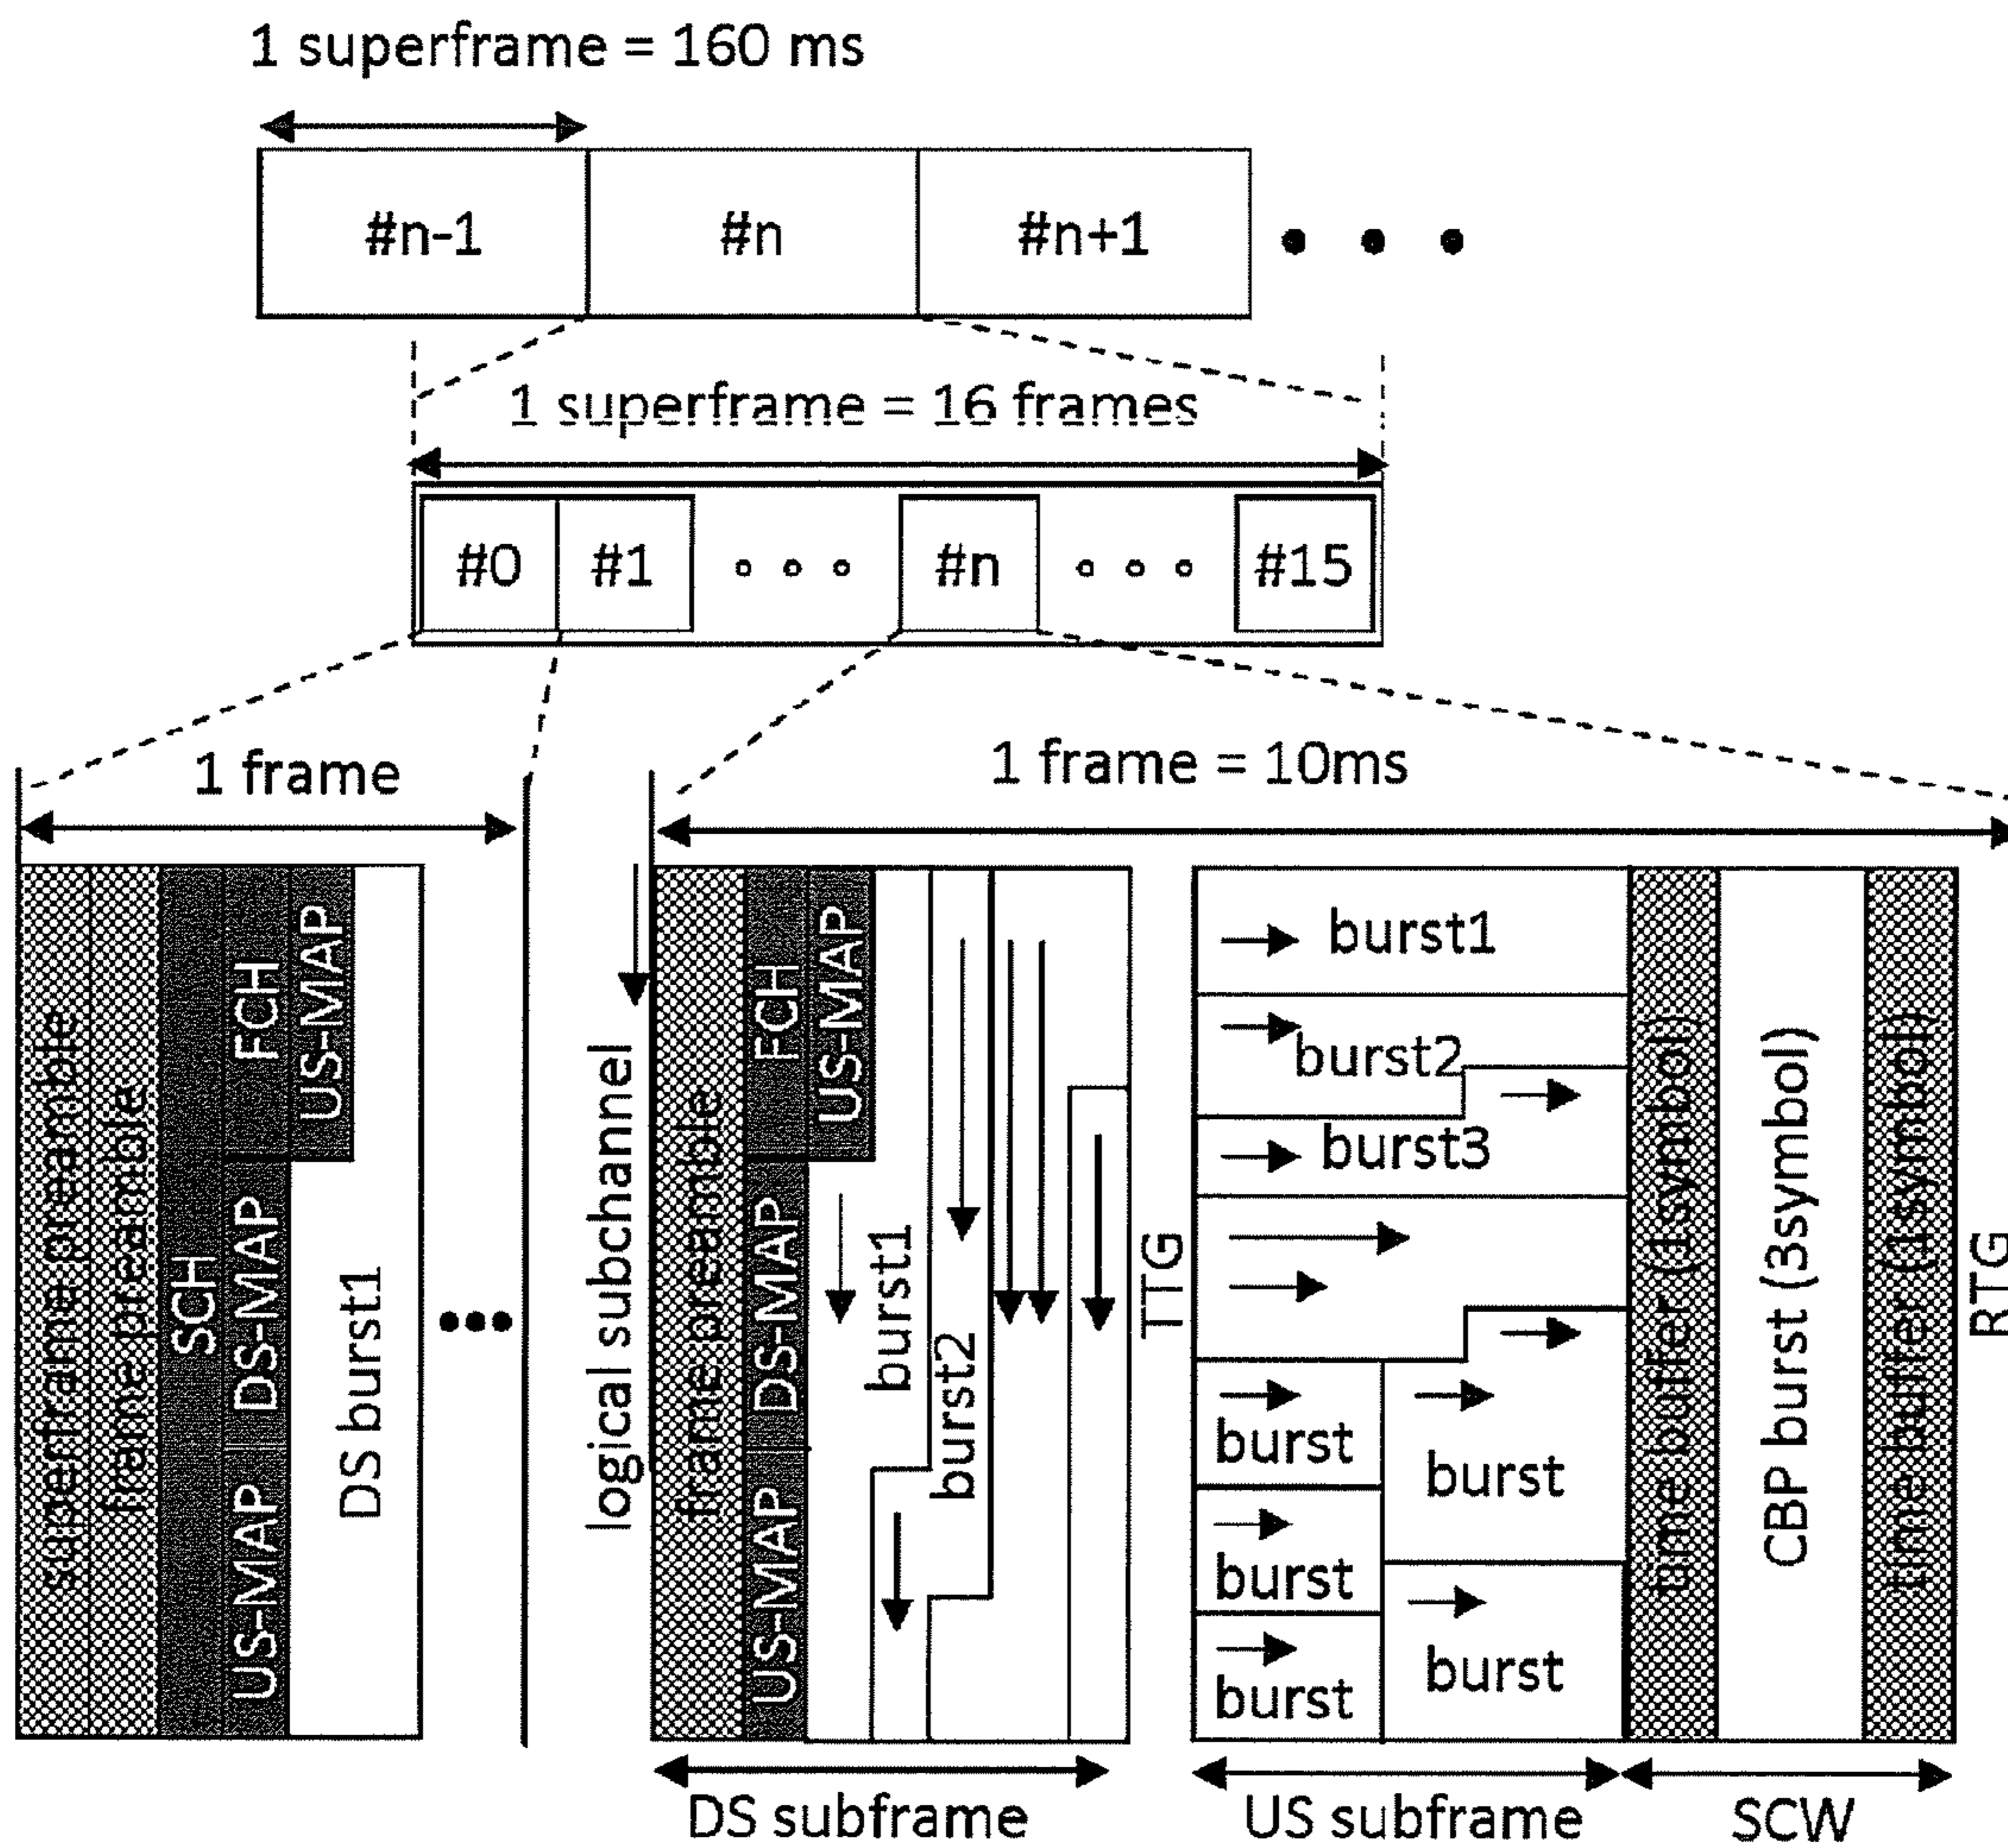 1 superframe = 160 ms
#n-1
#n
#n+1
1 superframe = 16 frames
#0
#1
#n
#15
1 frame
1 frame = 10ms
superframe preamble
frame preamble
SCH
FCH
DS-MAP
US-MAP
US-MAP
DS burst1
logical subchannel
frame preamble
FCH
DS-MAP
US-MAP
US-MAP
burst1
burst2
TTG
burst1
burst2
burst3
burst
burst
burst
burst
burst
time buffer (1symbol)
CBP burst (3symbol)
time buffer (1symbol)
RTG
DS subframe
US subframe
SCW